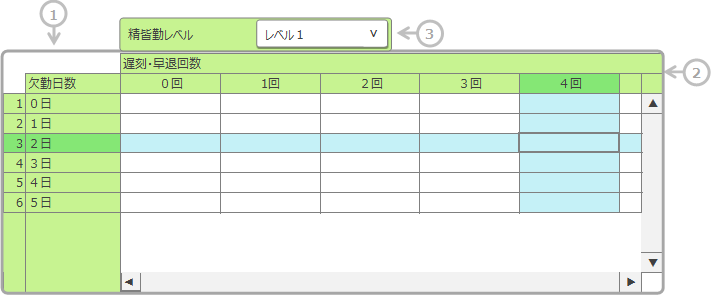 ①
精皆勤レベル レベル１ ∨ ③
遅刻・早退回数 ②
欠勤日数 ０回 1回 ２回 ３回 ４回
1 ０日
2 １日
3 ２日
4 ３日
5 ４日
6 ５日